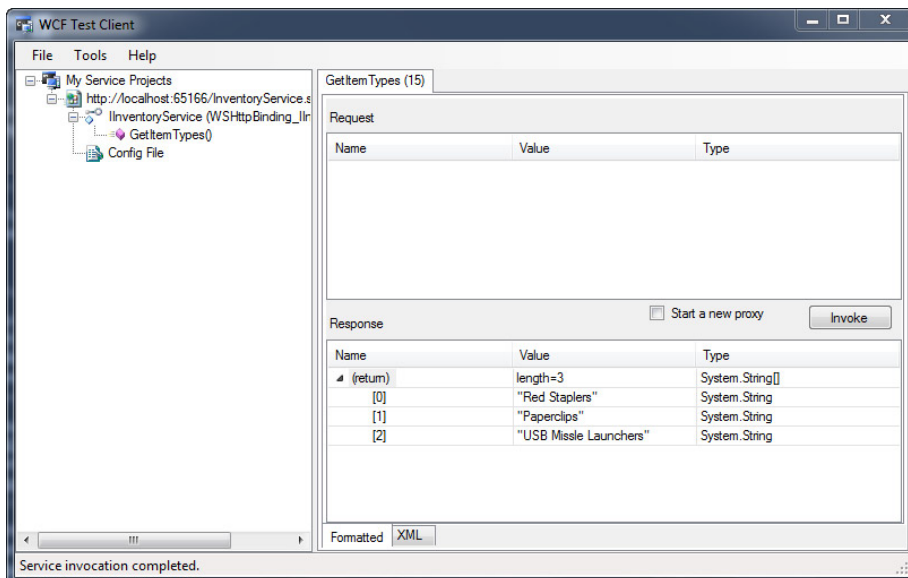 WCF Test Client
File Tools Help
My Service Projects
http://localhost:65166/InventoryService.s
IInventoryService (WSHttpBinding_IIn
GetItemTypes()
Config File
GetItemTypes (15)
Request
Name Value Type
Start a new proxy Invoke
Response
Name Value Type
(return) length=3 System.String[]
[0] "Red Staplers" System.String
[1] "Paperclips" System.String
[2] "USB Missle Launchers" System.String
Formatted XML
Service invocation completed.